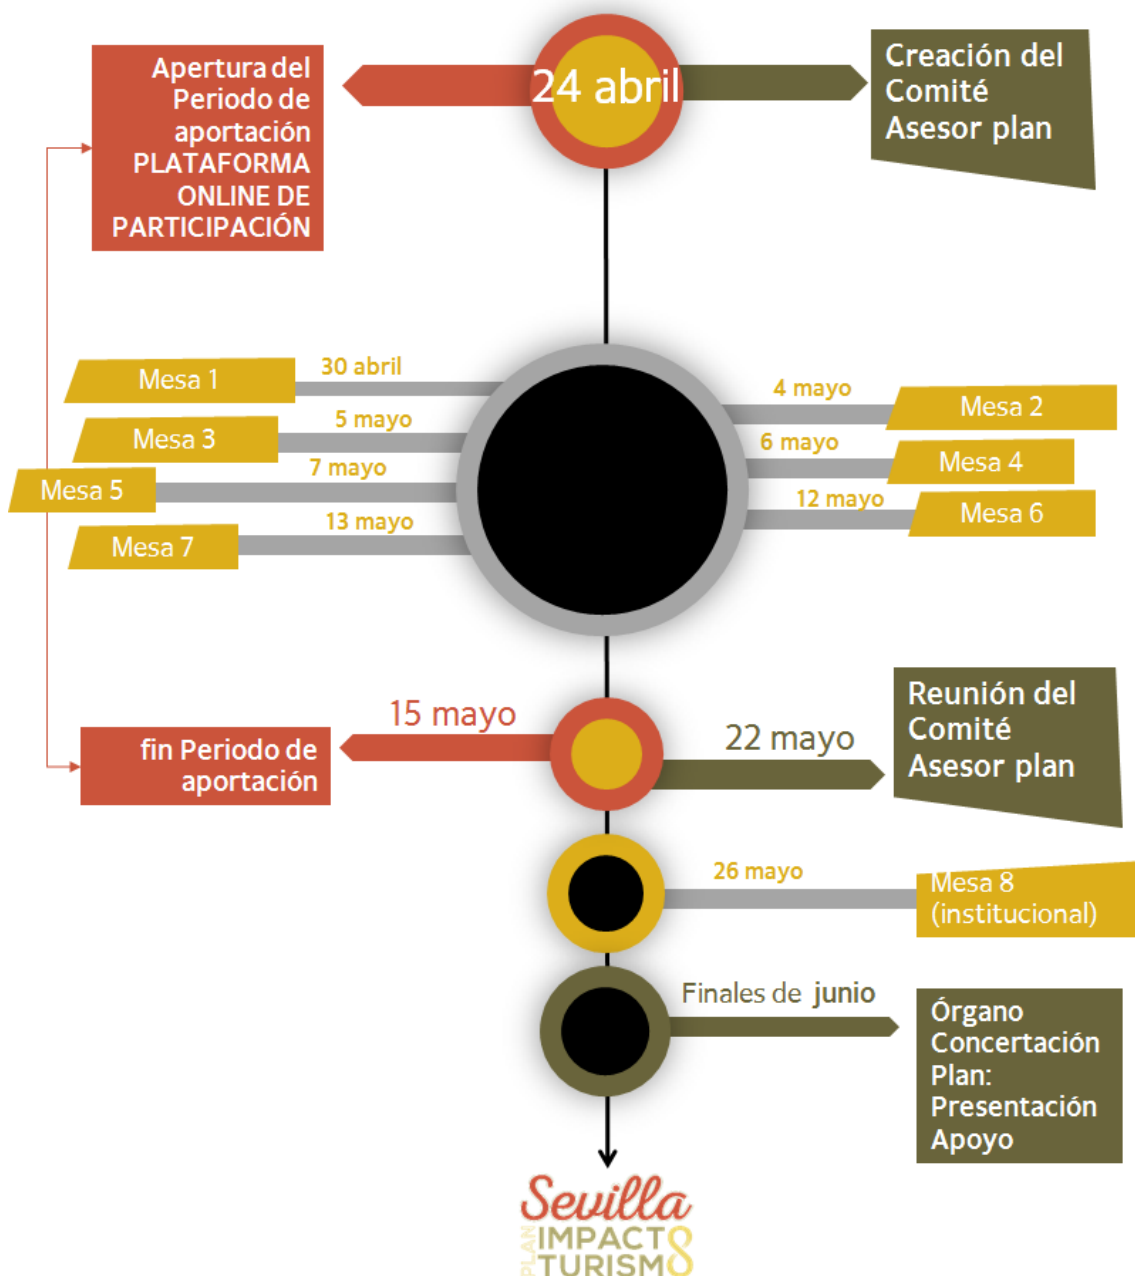 24 abril
Apertura del
Periodo de
aportación
PLATAFORMA
ONLINE DE
PARTICIPACIÓN
Creación del
Comité
Asesor plan
30 abril
Mesa 1
4 mayo
Mesa 2
5 mayo
Mesa 3
6 mayo
Mesa 4
7 mayo
Mesa 5
12 mayo
Mesa 6
13 mayo
Mesa 7
15 mayo
fin Periodo de
aportación
22 mayo
Reunión del
Comité
Asesor plan
26 mayo
Mesa 8
(institucional)
Finales de junio
Órgano
Concertación
Plan:
Presentación
Apoyo
Sevilla
PLAN
IMPACT8
TURISM8